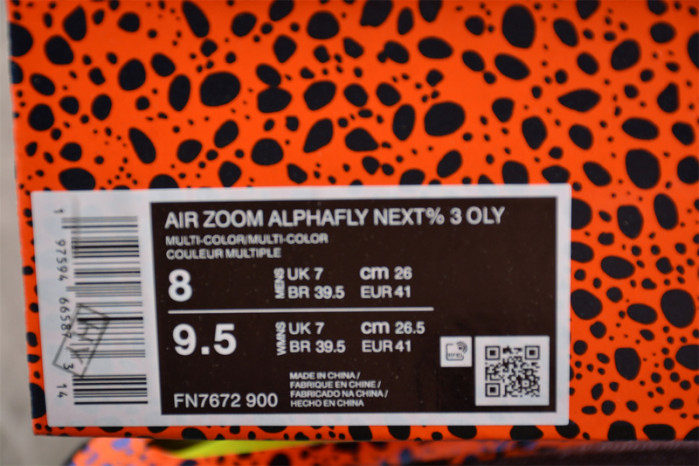 AIR ZOOM ALPHAFLY NEXT% 3 OLY
MULTI-COLOR/MULTI-COLOR
COULEUR MULTIPLE
8
MENS
UK 7 cm 26
BR 39.5 EUR 41
9.5
WMNS
UK 7 cm 26.5
BR 39.5 EUR 41
MADE IN CHINA /
FABRIQUE EN CHINE /
FABRICADO NA CHINA /
HECHO EN CHINA
FN7672 900